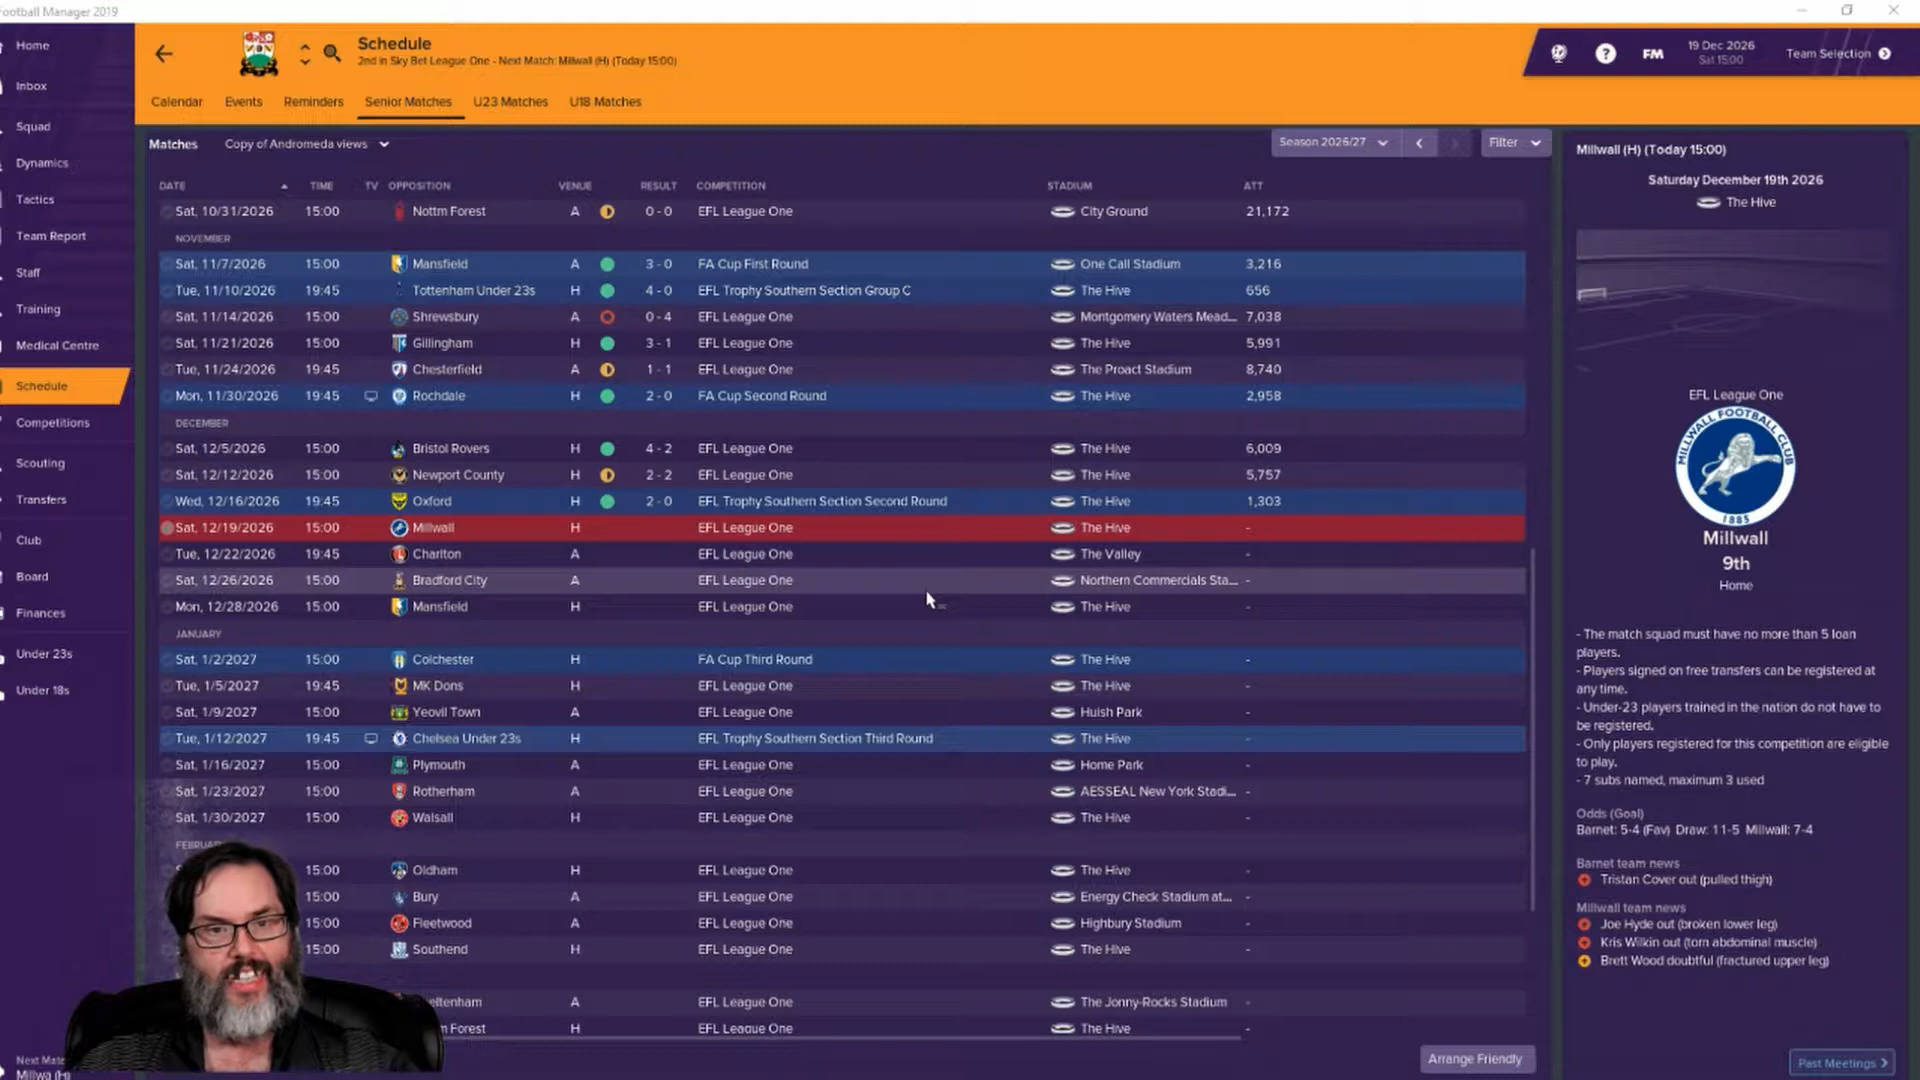 Football Manager 2019
Schedule
2nd in Sky Bet League One - Next Match: Millwall (H) (Today 15:00)
FM
19 Dec 2026
Sat 15:00
Team Selection
Calendar Events Reminders Senior Matches U23 Matches U18 Matches
Home
Inbox
Squad
Dynamics
Tactics
Team Report
Staff
Training
Medical Centre
Schedule
Competitions
Scouting
Transfers
Club
Board
Finances
Under 23s
Under 18s
Matches Copy of Andromeda views Season 2026/27 Filter
DATE TIME TV OPPOSITION VENUE RESULT COMPETITION STADIUM ATT
Sat, 10/31/2026 15:00 Nottm Forest A 0 - 0 EFL League One City Ground 21,172
NOVEMBER
Sat, 11/7/2026 15:00 Mansfield A 3 - 0 FA Cup First Round One Call Stadium 3,216
Tue, 11/10/2026 19:45 Tottenham Under 23s H 4 - 0 EFL Trophy Southern Section Group C The Hive 656
Sat, 11/14/2026 15:00 Shrewsbury A 0 - 4 EFL League One Montgomery Waters Mead... 7,038
Sat, 11/21/2026 15:00 Gillingham H 3 - 1 EFL League One The Hive 5,991
Tue, 11/24/2026 19:45 Chesterfield A 1 - 1 EFL League One The Proact Stadium 8,740
Mon, 11/30/2026 19:45 Rochdale H 2 - 0 FA Cup Second Round The Hive 2,958
DECEMBER
Sat, 12/5/2026 15:00 Bristol Rovers H 4 - 2 EFL League One The Hive 6,009
Sat, 12/12/2026 15:00 Newport County H 2 - 2 EFL League One The Hive 5,757
Wed, 12/16/2026 19:45 Oxford H 2 - 0 EFL Trophy Southern Section Second Round The Hive 1,303
Sat, 12/19/2026 15:00 Millwall H EFL League One The Hive -
Tue, 12/22/2026 19:45 Charlton A EFL League One The Valley -
Sat, 12/26/2026 15:00 Bradford City A EFL League One Northern Commercials Sta... -
Mon, 12/28/2026 15:00 Mansfield H EFL League One The Hive -
JANUARY
Sat, 1/2/2027 15:00 Colchester H FA Cup Third Round The Hive -
Tue, 1/5/2027 19:45 MK Dons H EFL League One The Hive -
Sat, 1/9/2027 15:00 Yeovil Town A EFL League One Huish Park -
Tue, 1/12/2027 19:45 Chelsea Under 23s H EFL Trophy Southern Section Third Round The Hive -
Sat, 1/16/2027 15:00 Plymouth A EFL League One Home Park -
Sat, 1/23/2027 15:00 Rotherham A EFL League One AESSEAL New York Stadi... -
Sat, 1/30/2027 15:00 Walsall H EFL League One The Hive -
FEBRUA
15:00 Oldham H EFL League One The Hive -
15:00 Bury A EFL League One Energy Check Stadium at... -
15:00 Fleetwood A EFL League One Highbury Stadium -
15:00 Southend H EFL League One The Hive -
eltenham A EFL League One The Jonny-Rocks Stadium -
m Forest H EFL League One The Hive -
Arrange Friendly
Next Matc
Millwa (H)
Millwall (H) (Today 15:00)
Saturday December 19th 2026
The Hive
EFL League One
MILLWALL FOOTBALL CLUB
1885
Millwall
9th
Home
- The match squad must have no more than 5 loan
players.
- Players signed on free transfers can be registered at
any time.
- Under-23 players trained in the nation do not have to
be registered.
- Only players registered for this competition are eligible
to play.
- 7 subs named, maximum 3 used
Odds (Goal)
Barnet: 5-4 (Fav) Draw: 11-5 Millwall: 7-4
Barnet team news
Tristan Cover out (pulled thigh)
Millwall team news
Joe Hyde out (broken lower leg)
Kris Wilkin out (torn abdominal muscle)
Brett Wood doubtful (fractured upper leg)
Past Meetings